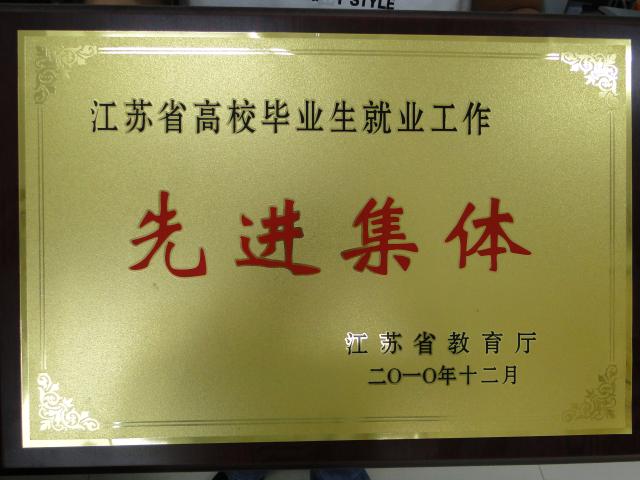 STYLE
江苏省高校毕业生就业工作
先进集体
江苏省教育厅
二〇一〇年十二月